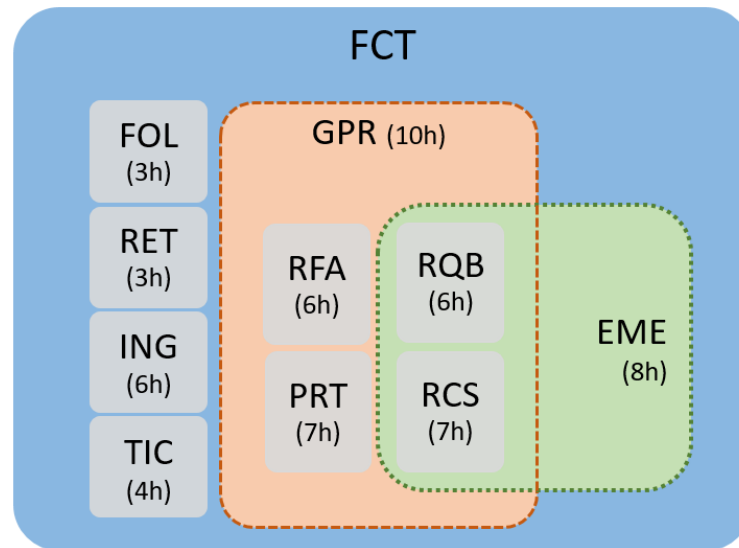 FCT
FOL
(3h)
RET
(3h)
ING
(6h)
TIC
(4h)
GPR (10h)
RFA
(6h)
RQB
(6h)
PRT
(7h)
RCS
(7h)
EME
(8h)